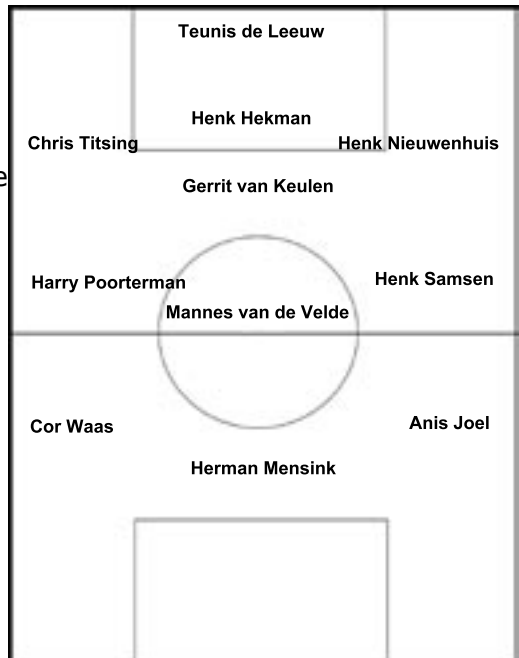 Teunis de Leeuw
Henk Hekman
Chris Titsing
Henk Nieuwenhuis
e
Gerrit van Keulen
Harry Poorterman
Henk Samsen
Mannes van de Velde
Cor Waas
Anis Joel
Herman Mensink